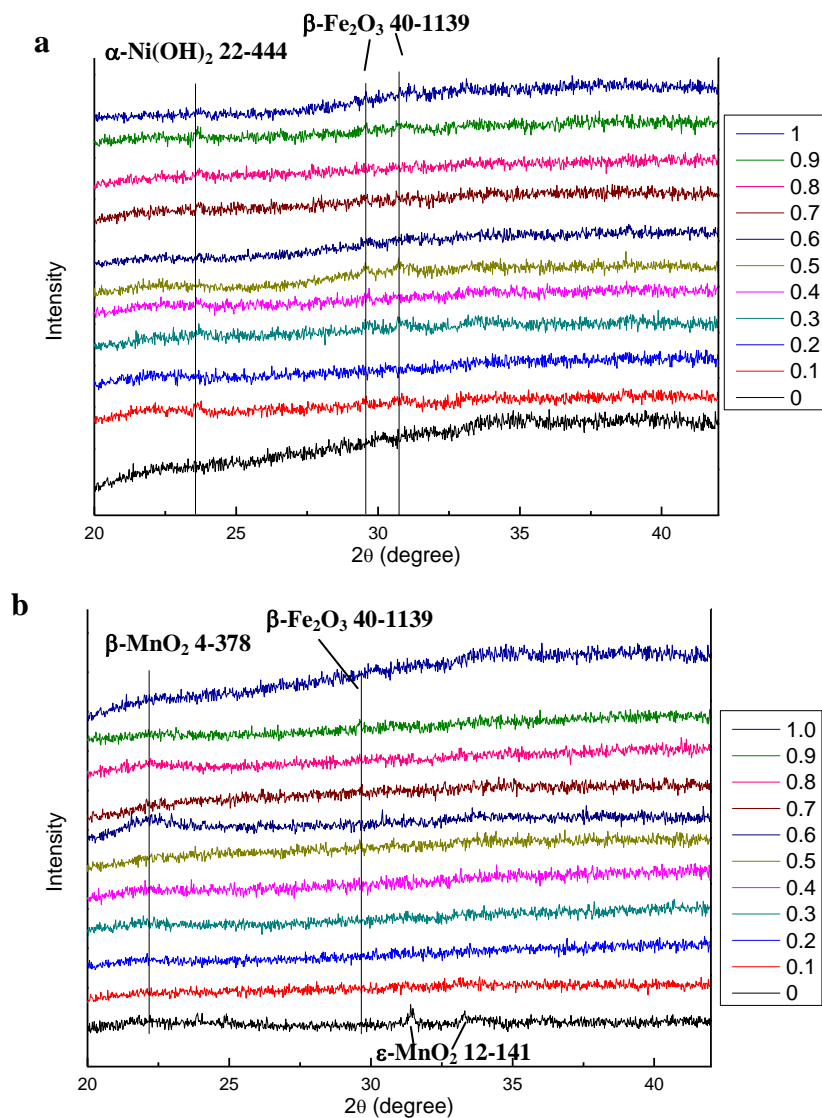 a
β-Fe₂O₃ 40-1139
α-Ni(OH)₂ 22-444
Intensity
20 25 30 35 40
2θ (degree)
1
0.9
0.8
0.7
0.6
0.5
0.4
0.3
0.2
0.1
0
b
β-Fe₂O₃ 40-1139
β-MnO₂ 4-378
Intensity
ε-MnO₂ 12-141
20 25 30 35 40
2θ (degree)
1.0
0.9
0.8
0.7
0.6
0.5
0.4
0.3
0.2
0.1
0